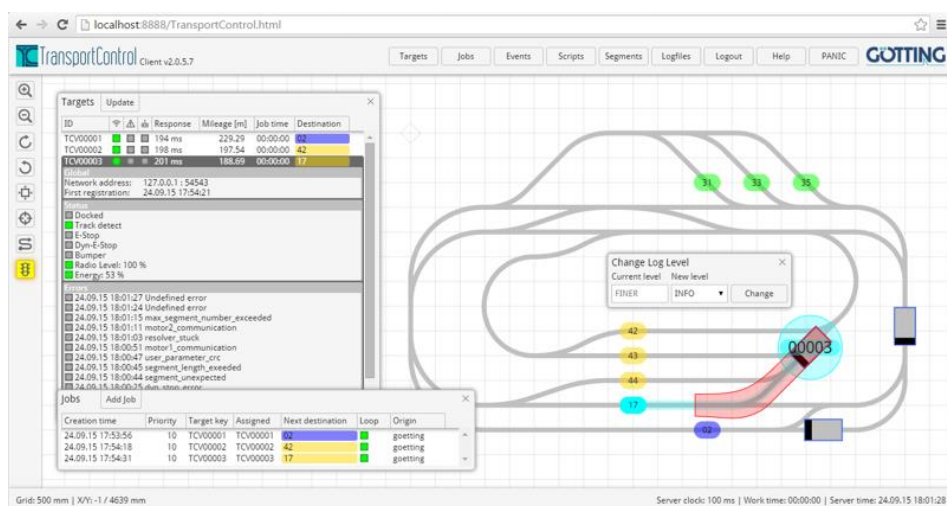 localhost:8888/TransportControl.html
TransportControl Client v2.0.5.7
Targets Jobs Events Scripts Segments Logfiles Logout Help PANIC GÖTTING
Targets Update
ID Response Mileage [m] Job time Destination
TCV00001 194 ms 229.29 00:00:00 02
TCV00002 198 ms 197.54 00:00:00 42
TCV00003 201 ms 188.69 00:00:00 17
Global
Network address: 127.0.0.1 : 54543
First registration: 24.09.15 17:54:21
Status
Docked
Track detect
E-Stop
Dyn-E-Stop
Bumper
Radio Level: 100 %
Energy: 53 %
Errors
24.09.15 18:01:27 Undefined error
24.09.15 18:01:24 Undefined error
24.09.15 18:01:15 max_segment_number_exceeded
24.09.15 18:01:11 motor2_communication
24.09.15 18:01:03 resolver_stuck
24.09.15 18:00:51 motor1_communication
24.09.15 18:00:47 user_parameter_crc
24.09.15 18:00:45 segment_length_exeeded
24.09.15 18:00:44 segment_unexpected
24.09.15 18:00:25 dyn_stop_error
Jobs Add Job
Creation time Priority Target key Assigned Next destination Loop Origin
24.09.15 17:53:56 10 TCV00001 TCV00001 02 goetting
24.09.15 17:54:18 10 TCV00002 TCV00002 42 goetting
24.09.15 17:54:31 10 TCV00003 TCV00003 17 goetting
31 33 35
Change Log Level
Current level New level
FINER INFO Change
42
43
00003
44
17
02
Grid: 500 mm | X/Y: -1 / 4639 mm
Server clock: 100 ms | Work time: 00:00:00 | Server time: 24.09.15 18:01:28